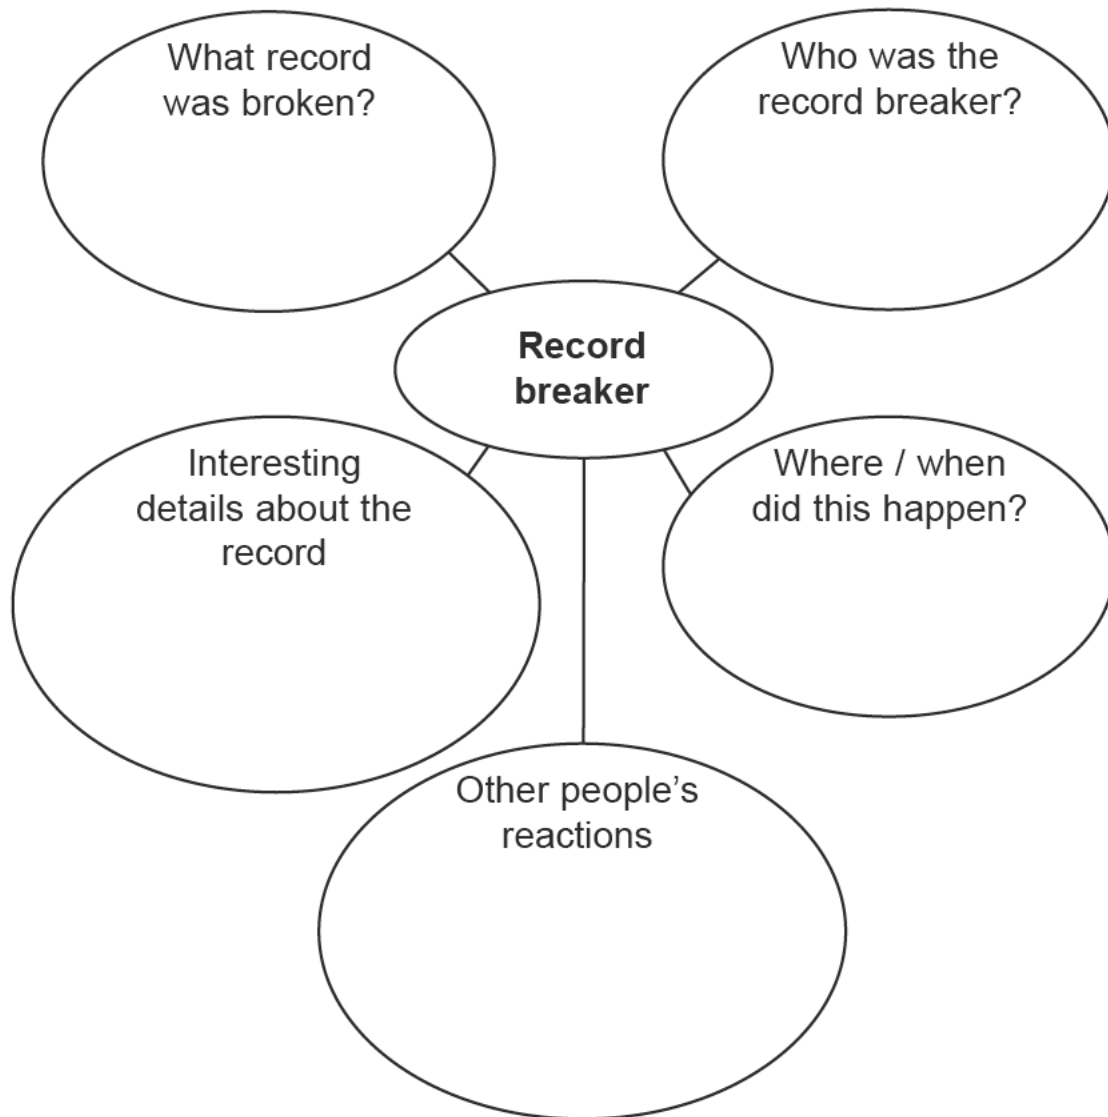 What record
was broken?
Who was the
record breaker?
Record
breaker
Interesting
details about the
record
Where / when
did this happen?
Other people’s
reactions